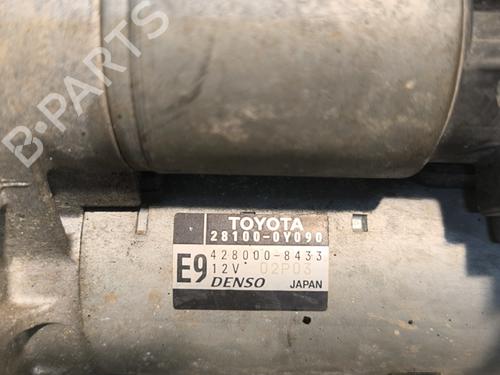 B-PARTS
TOYOTA
28100-0Y090
428000-8433
E9 12V 02P03
DENSO JAPAN